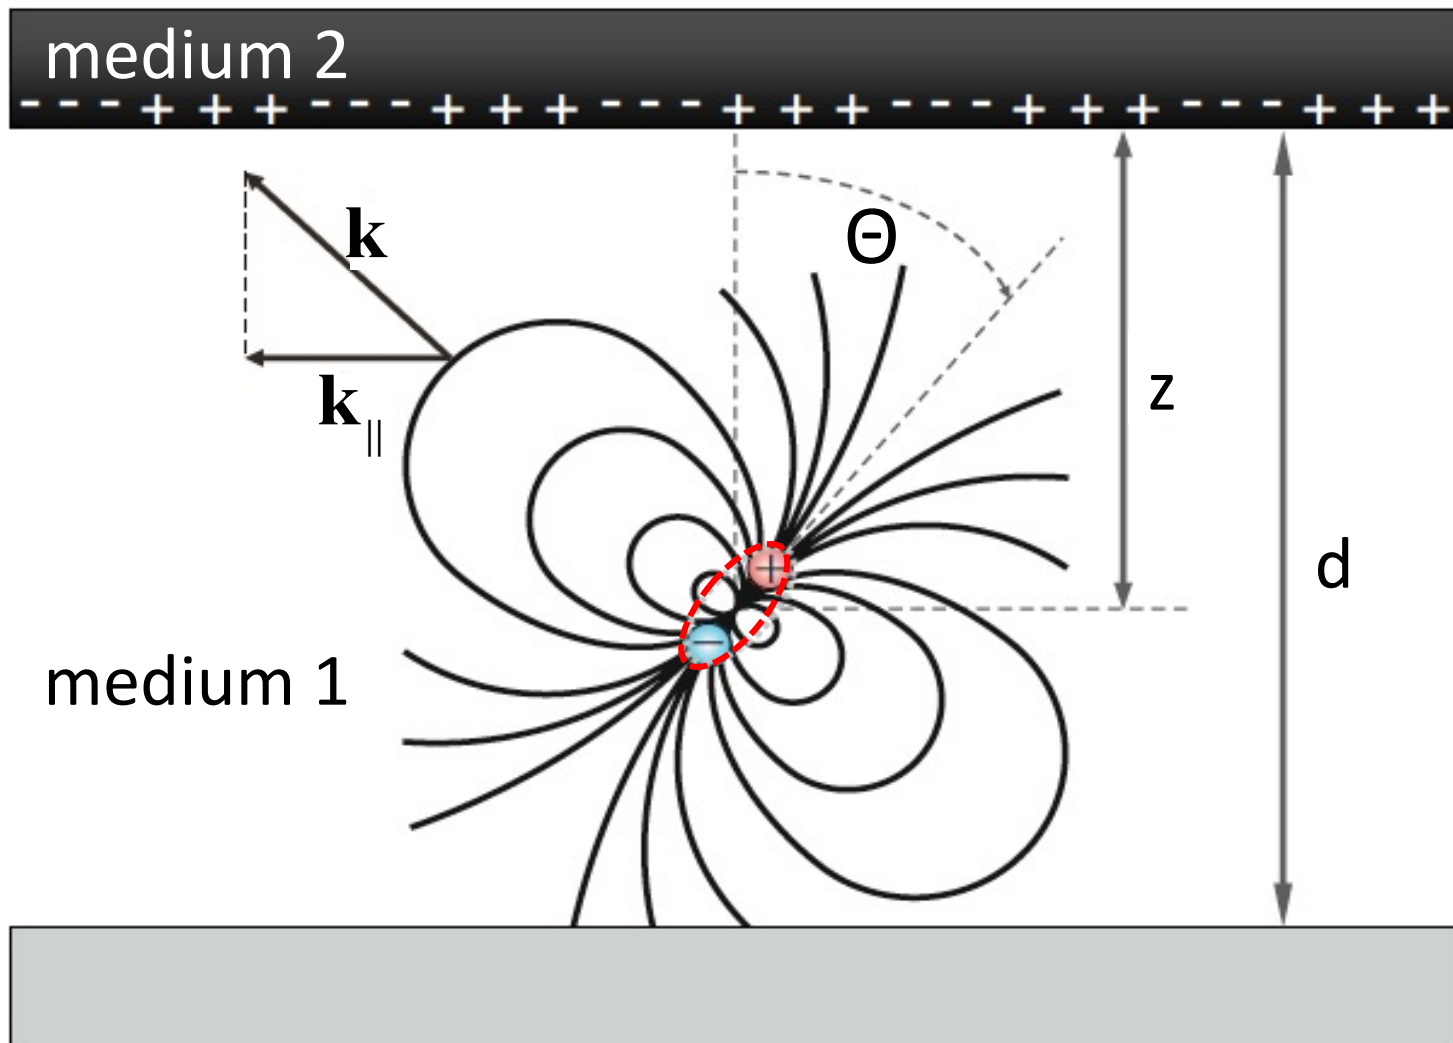 medium 2
- - - + + + - - - + + + - - - + + + - - - + + + - - - + + +
k
Θ
k||
z
+
d
−
medium 1